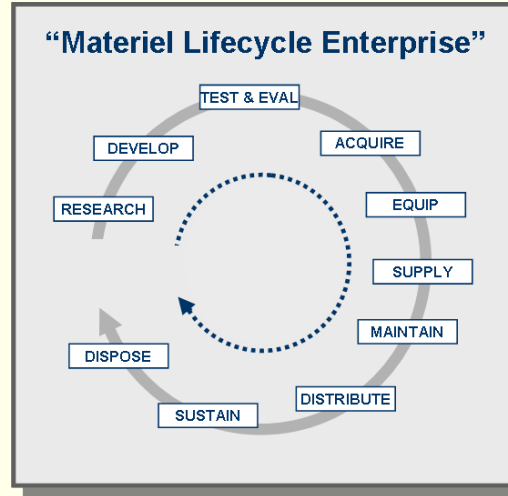 “Materiel Lifecycle Enterprise”
TEST & EVAL
ACQUIRE
EQUIP
SUPPLY
MAINTAIN
DISTRIBUTE
SUSTAIN
DISPOSE
RESEARCH
DEVELOP